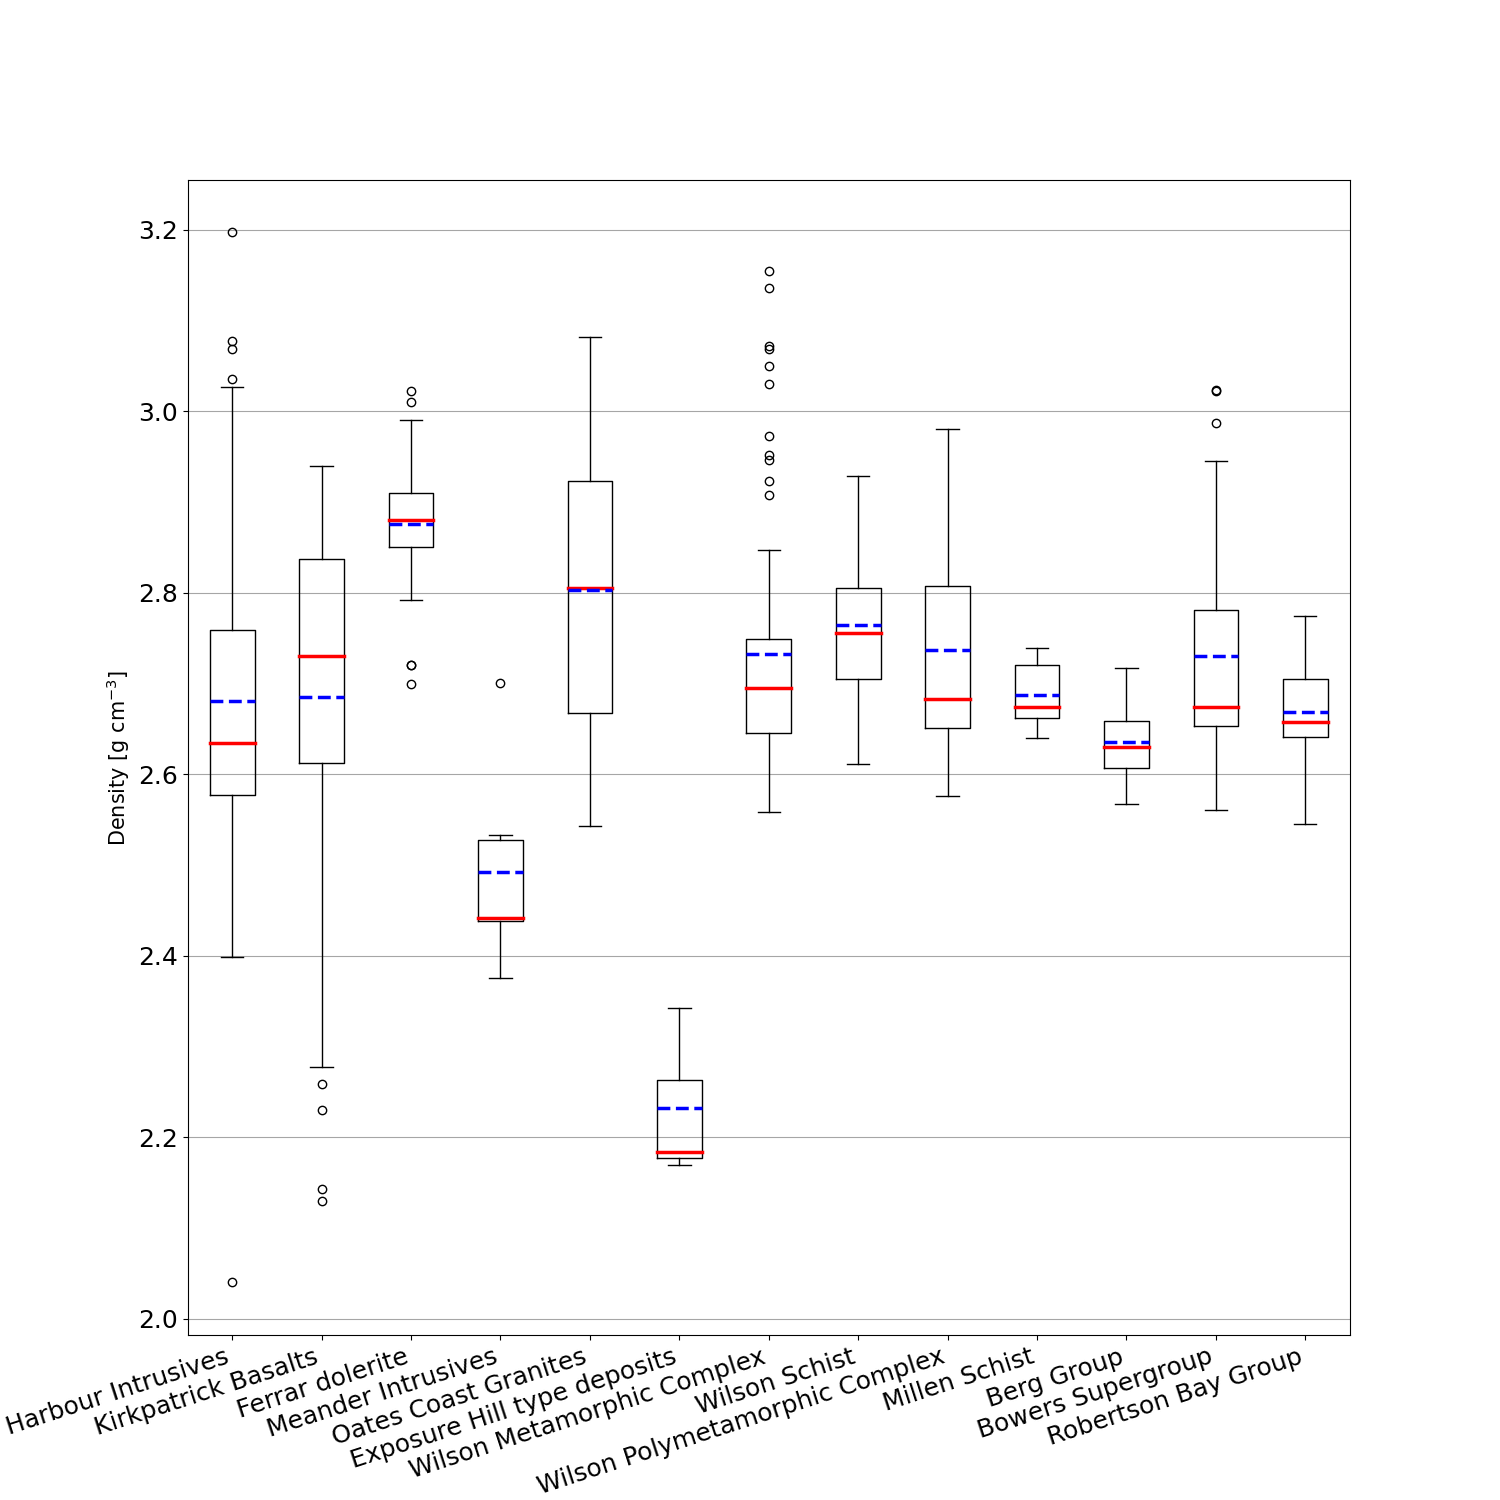 3.2
3.0
2.8
2.6
2.4
2.2
2.0
Density [g cm⁻³]
Harbour Intrusives
Kirkpatrick Basalts
Ferrar dolerite
Meander Intrusives
Oates Coast Granites
Exposure Hill type deposits
Wilson Metamorphic Complex
Wilson Schist
Wilson Polymetamorphic Complex
Millen Schist
Berg Group
Bowers Supergroup
Robertson Bay Group